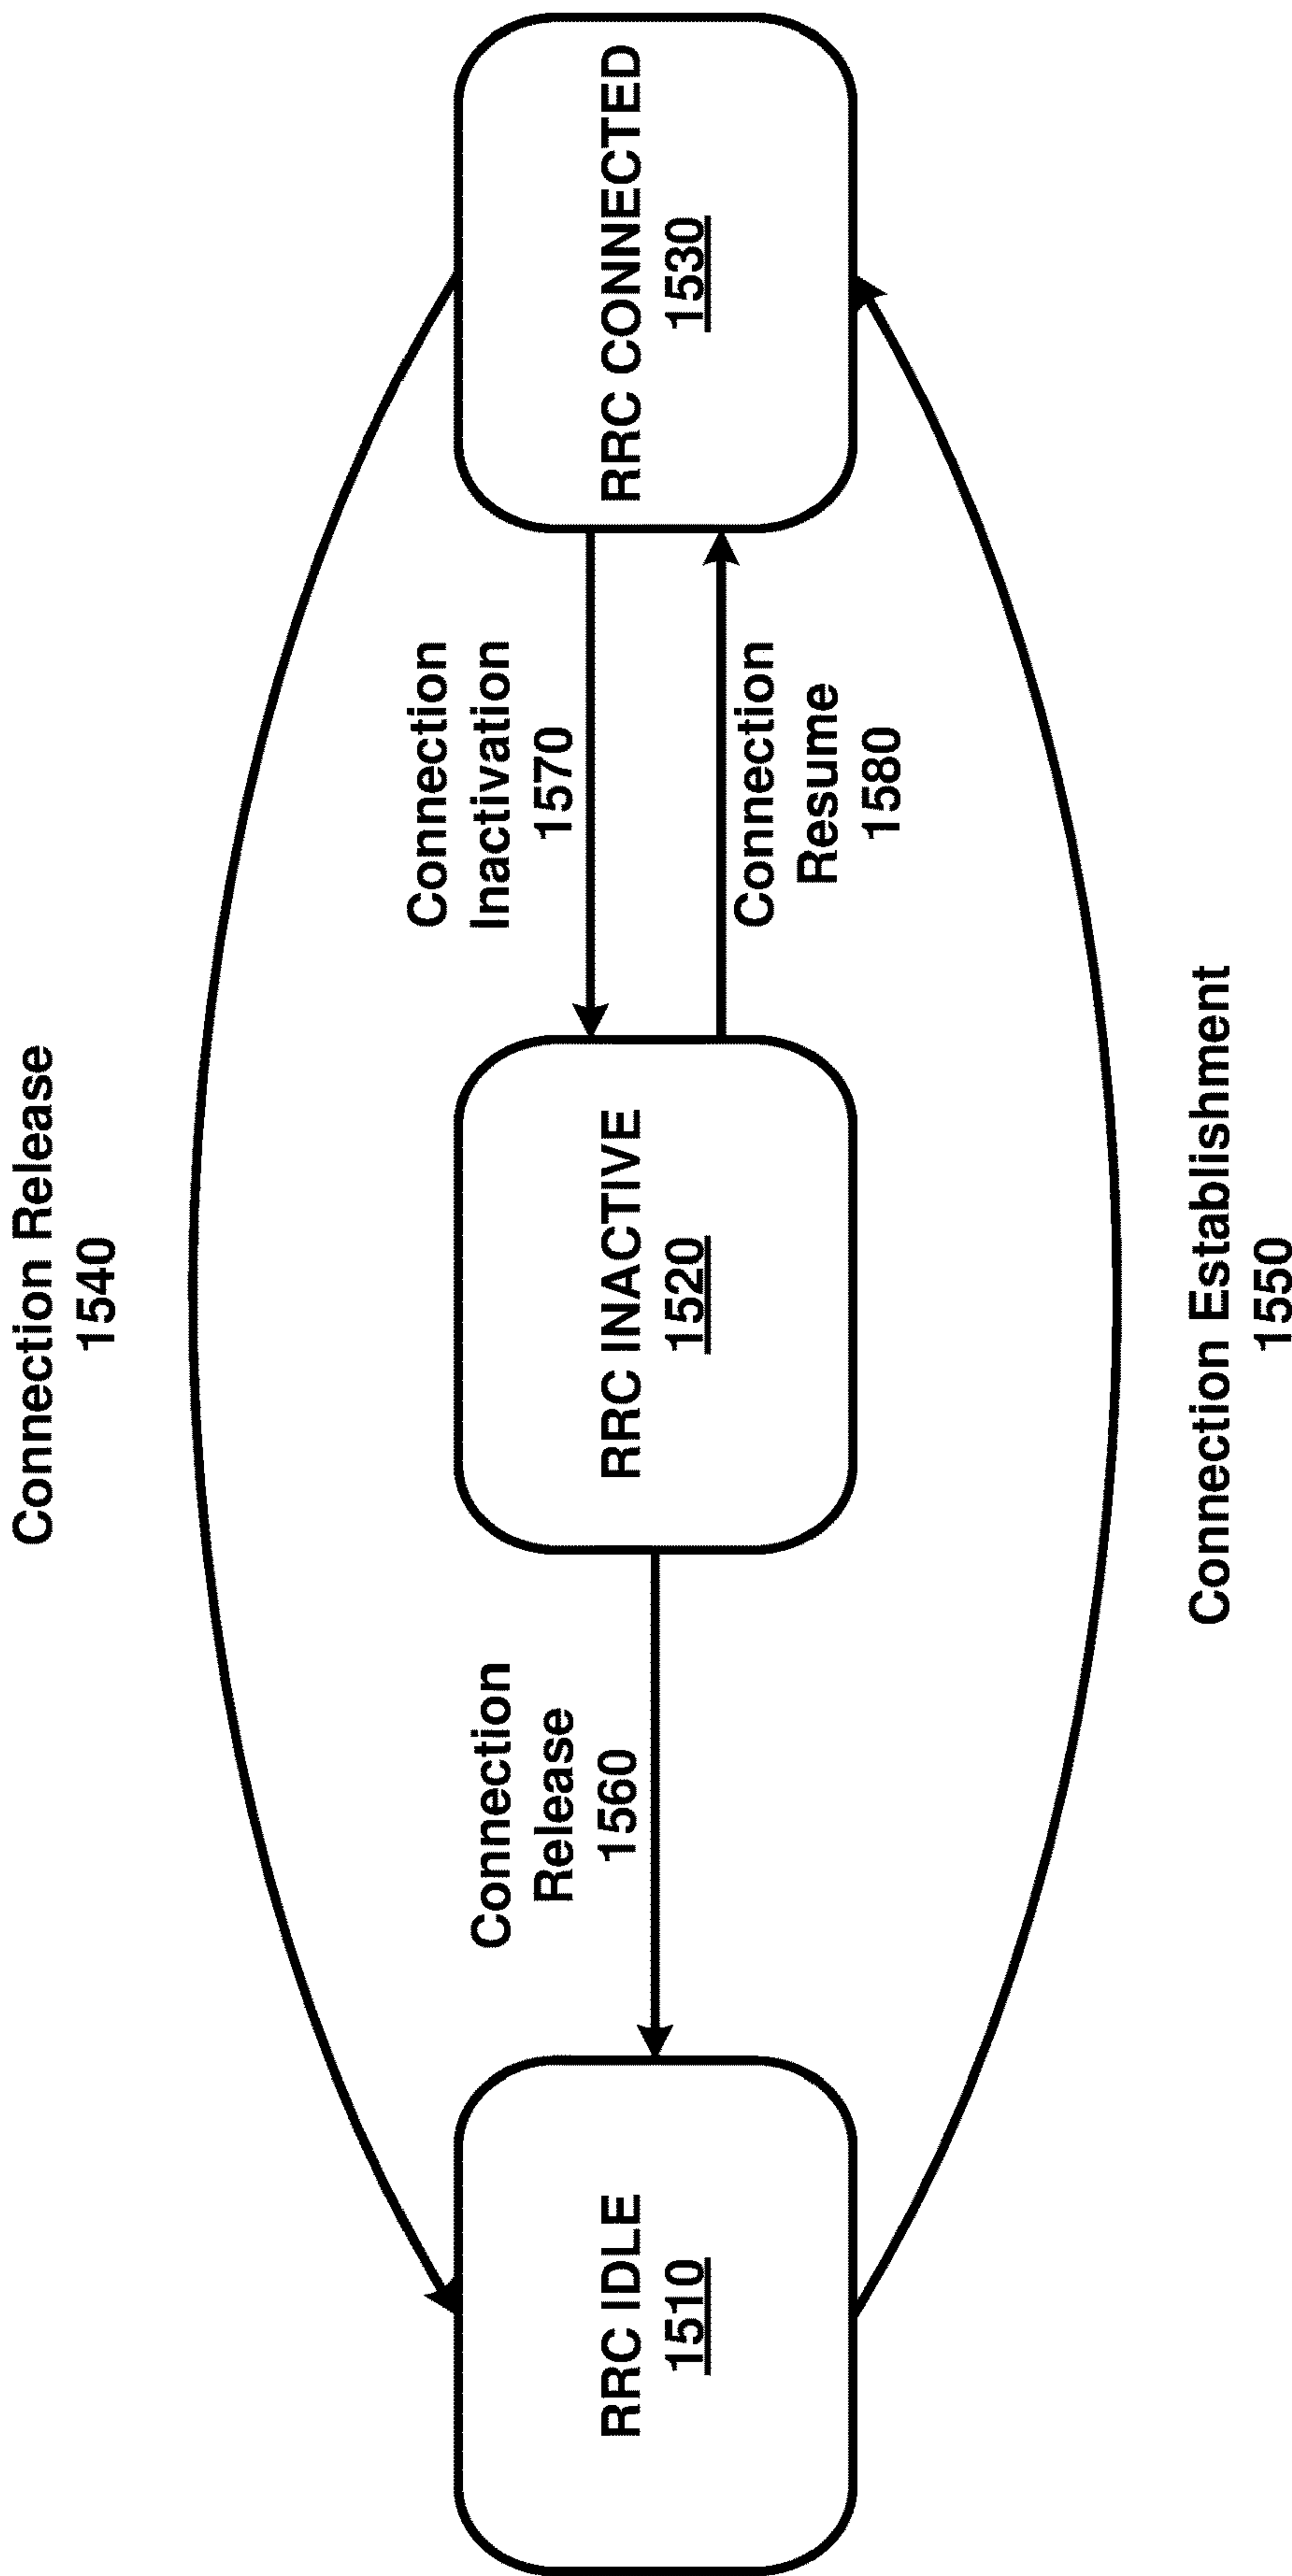 Connection Release
1540
RRC IDLE
1510
Connection
Release
1560
RRC INACTIVE
1520
Connection
Inactivation
1570
Connection
Resume
1580
RRC CONNECTED
1530
Connection Establishment
1550